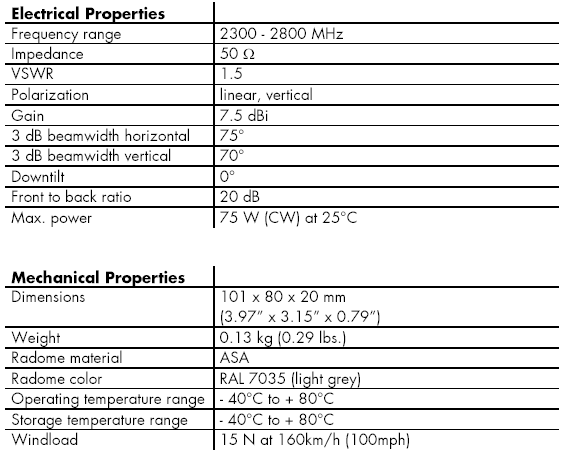 Electrical Properties
Frequency range 2300 - 2800 MHz
Impedance 50 Ω
VSWR 1.5
Polarization linear, vertical
Gain 7.5 dBi
3 dB beamwidth horizontal 75°
3 dB beamwidth vertical 70°
Downtilt 0°
Front to back ratio 20 dB
Max. power 75 W (CW) at 25°C
Mechanical Properties
Dimensions 101 x 80 x 20 mm
(3.97” x 3.15” x 0.79”)
Weight 0.13 kg (0.29 lbs.)
Radome material ASA
Radome color RAL 7035 (light grey)
Operating temperature range - 40°C to + 80°C
Storage temperature range - 40°C to + 80°C
Windload 15 N at 160km/h (100mph)